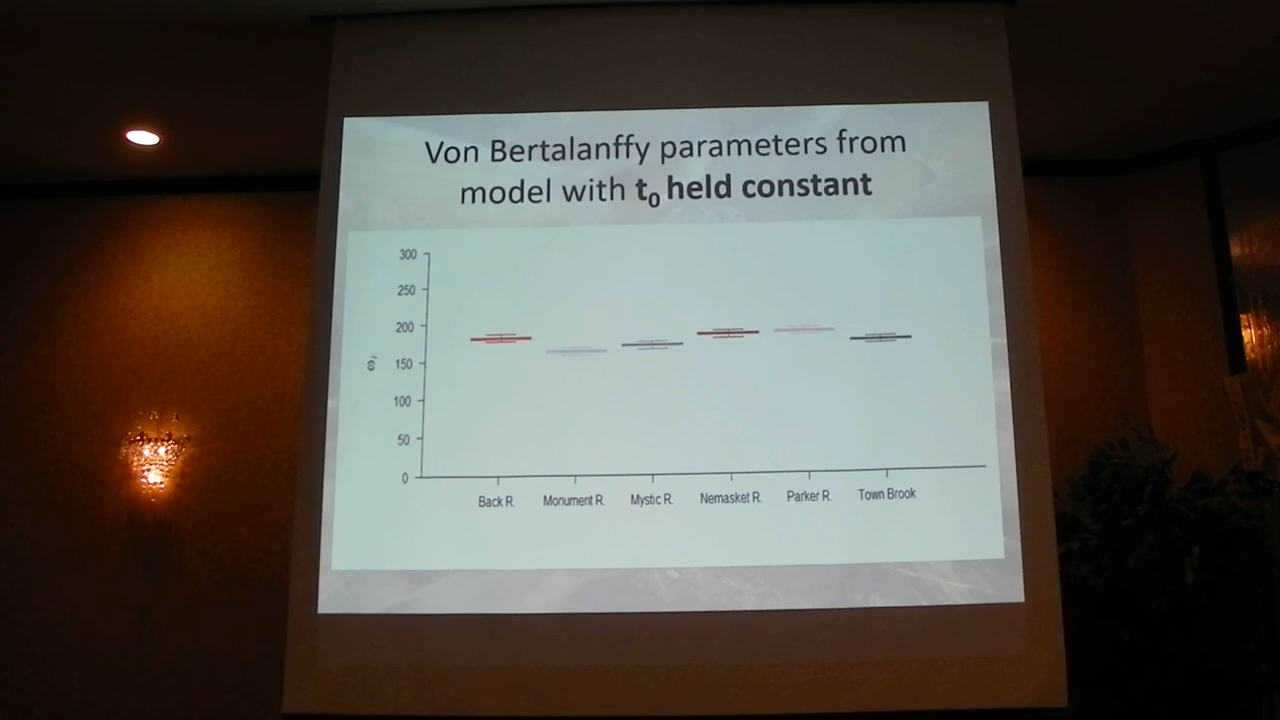 Von Bertalanffy parameters from
model with t₀ held constant
300
250
200
150
100
50
0
Back R.
Monument R.
Mystic R.
Nemasket R.
Parker R.
Town Brook